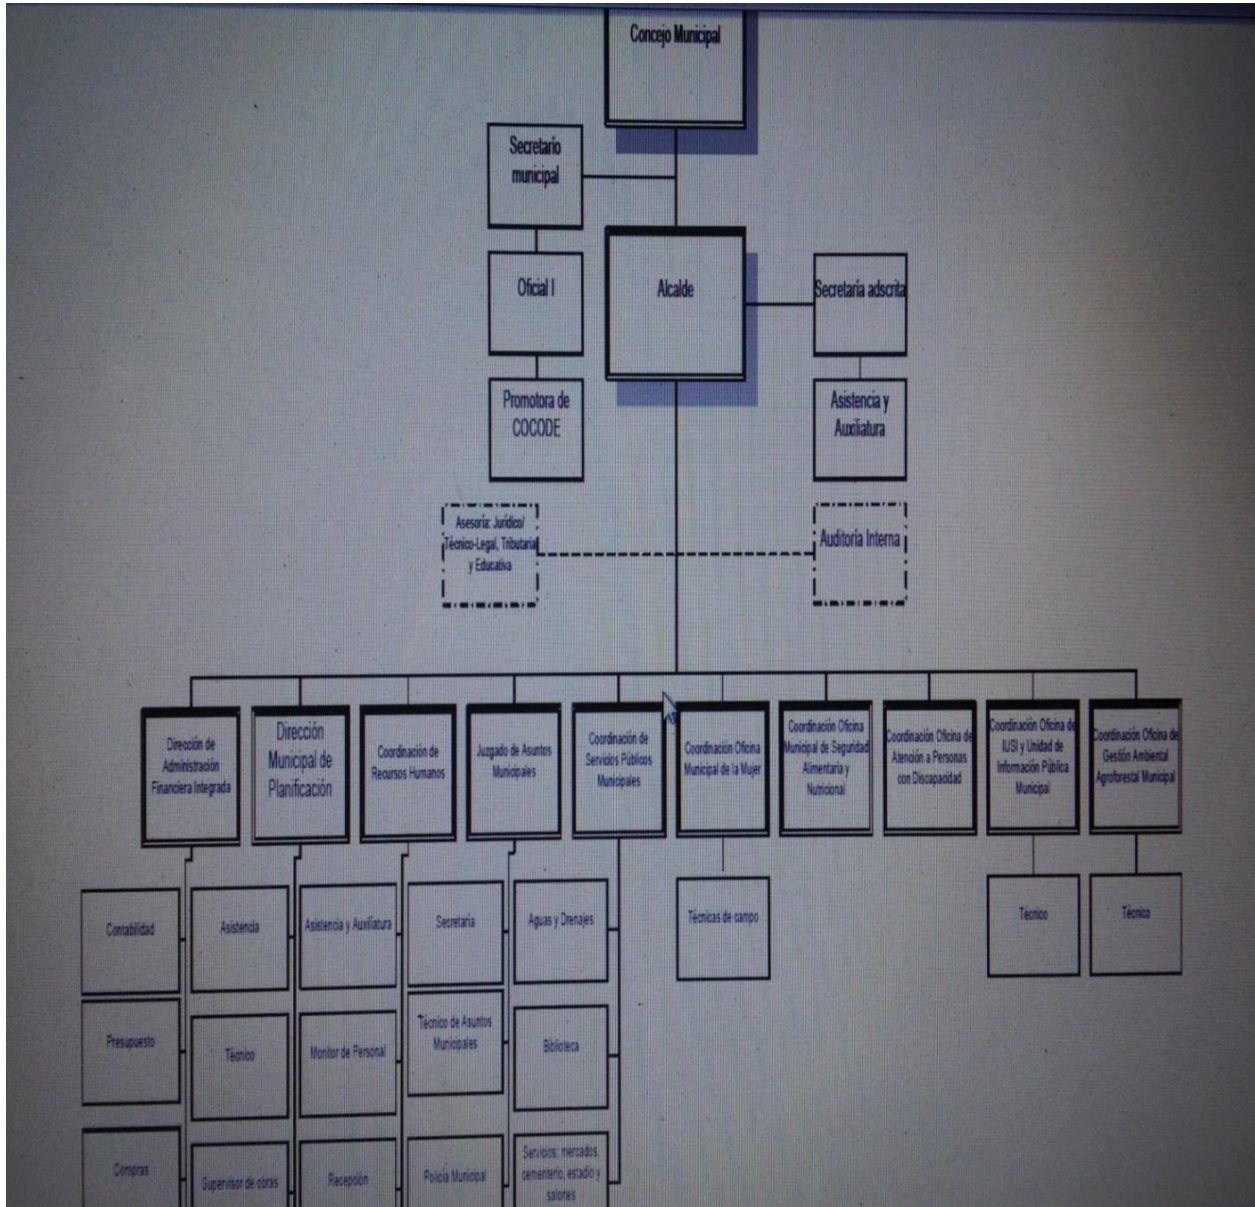 Concejo Municipal
Secretario
municipal
Oficial I
Alcalde
Secretaría adscrita
Promotora de
COCODE
Asistencia y
Auxiliatura
Asesoría: Jurídico/
Técnico-Legal, Tributaria
y Educativa
Auditoría Interna
Dirección de
Administración
Financiera Integrada
Dirección
Municipal de
Planificación
Coordinación de
Recursos Humanos
Juzgado de Asuntos
Municipales
Coordinación de
Servicios Públicos
Municipales
Coordinación Oficina
Municipal de la Mujer
Coordinación Oficina
Municipal de Seguridad
Alimentaria y
Nutricional
Coordinación Oficina de
Atención a Personas
con Discapacidad
Coordinación Oficina de
IUSI y Unidad de
Información Pública
Municipal
Coordinación Oficina de
Gestión Ambiental
Agroforestal Municipal
Contabilidad
Asistencia
Asistencia y Auxiliatura
Secretaría
Aguas y Drenajes
Técnicas de campo
Técnico
Técnico
Presupuesto
Técnico
Monitor de Personal
Técnico de Asuntos
Municipales
Biblioteca
Compras
Supervisor de obras
Recepción
Policía Municipal
Servicios: mercados,
cementerio, estadio y
salones